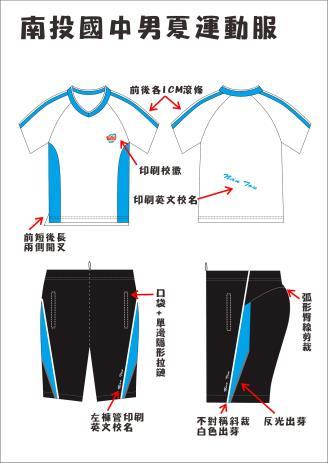 南投國中男夏運動服
前後各1CM滾條
印刷校徽
印刷英文校名
Nan Tou
前短後長
兩側開叉
口袋+單邊隱形拉鏈
弧形臀線剪裁
左褲管印刷
英文校名
不對稱斜裁
白色出芽
反光出芽